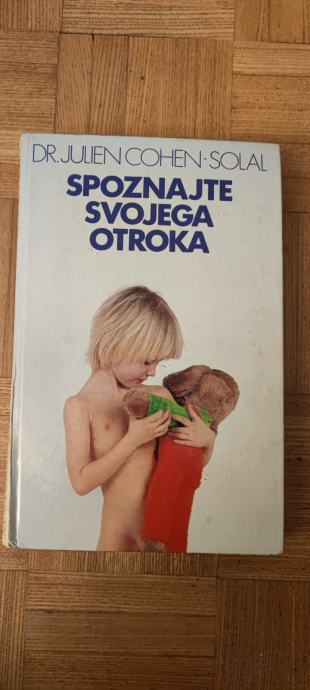 DR. JULIEN COHEN-SOLAL
SPOZNAJTE
SVOJEGA
OTROKA